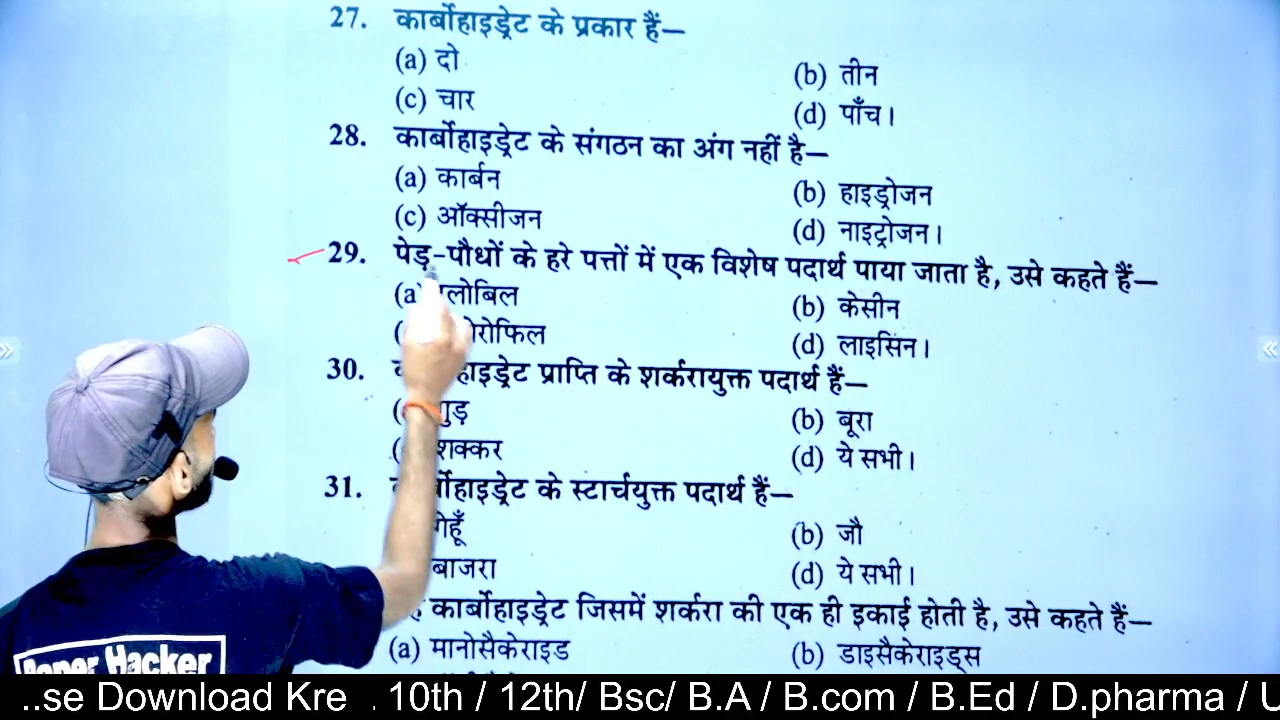 27. कार्बोहाइड्रेट के प्रकार हैं—
(a) दो (b) तीन
(c) चार (d) पाँच।
28. कार्बोहाइड्रेट के संगठन का अंग नहीं है—
(a) कार्बन (b) हाइड्रोजन
(c) ऑक्सीजन (d) नाइट्रोजन।
29. पेड़-पौधों के हरे पत्तों में एक विशेष पदार्थ पाया जाता है, उसे कहते हैं—
(a) (b) केसीन
(d) लाइसिन।
30. प्राप्ति के शर्करायुक्त पदार्थ हैं—
गुड़ (b) बूरा
शक्कर (d) ये सभी।
31. के स्टार्चयुक्त पदार्थ हैं—
गेहूँ (b) जौ
बाजरा (d) ये सभी।
कार्बोहाइड्रेट जिसमें शर्करा की एक ही इकाई होती है, उसे कहते हैं—
(a) मानोसैकेराइड (b) डाइसैकेराइड्स
Paper Hacker
..se Download Kre . 10th / 12th/ Bsc/ B.A / B.com / B.Ed / D.pharma / U